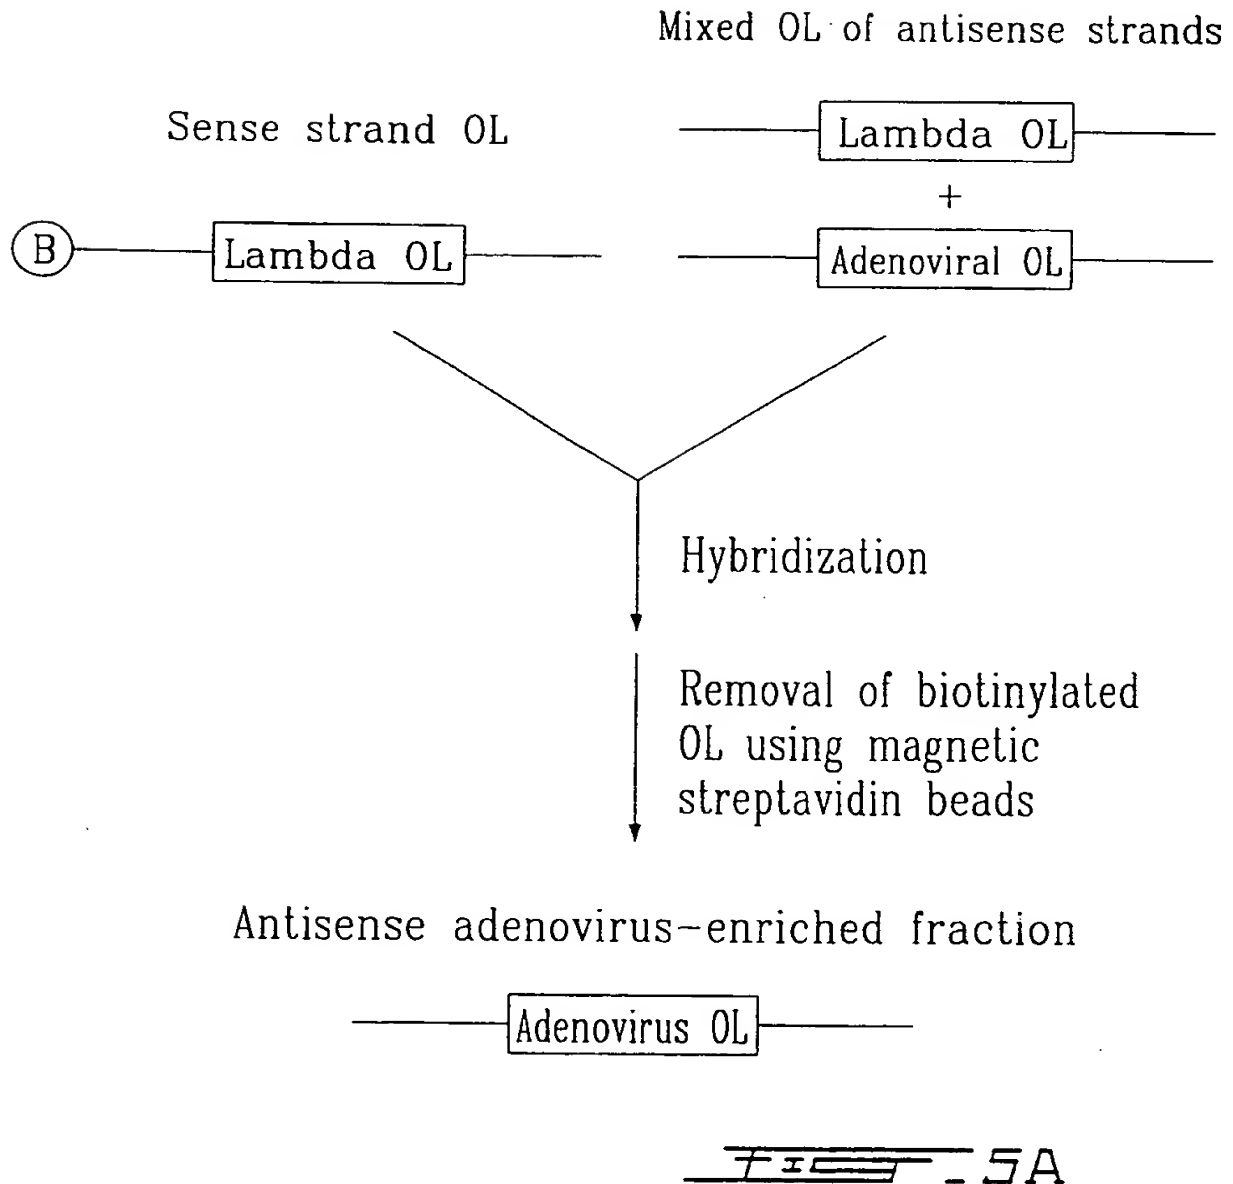 Mixed OL of antisense strands
Sense strand OL
Lambda OL
+
B
Lambda OL
Adenoviral OL
Hybridization
Removal of biotinylated
OL using magnetic
streptavidin beads
Antisense adenovirus-enriched fraction
Adenovirus OL
FIG. 5A